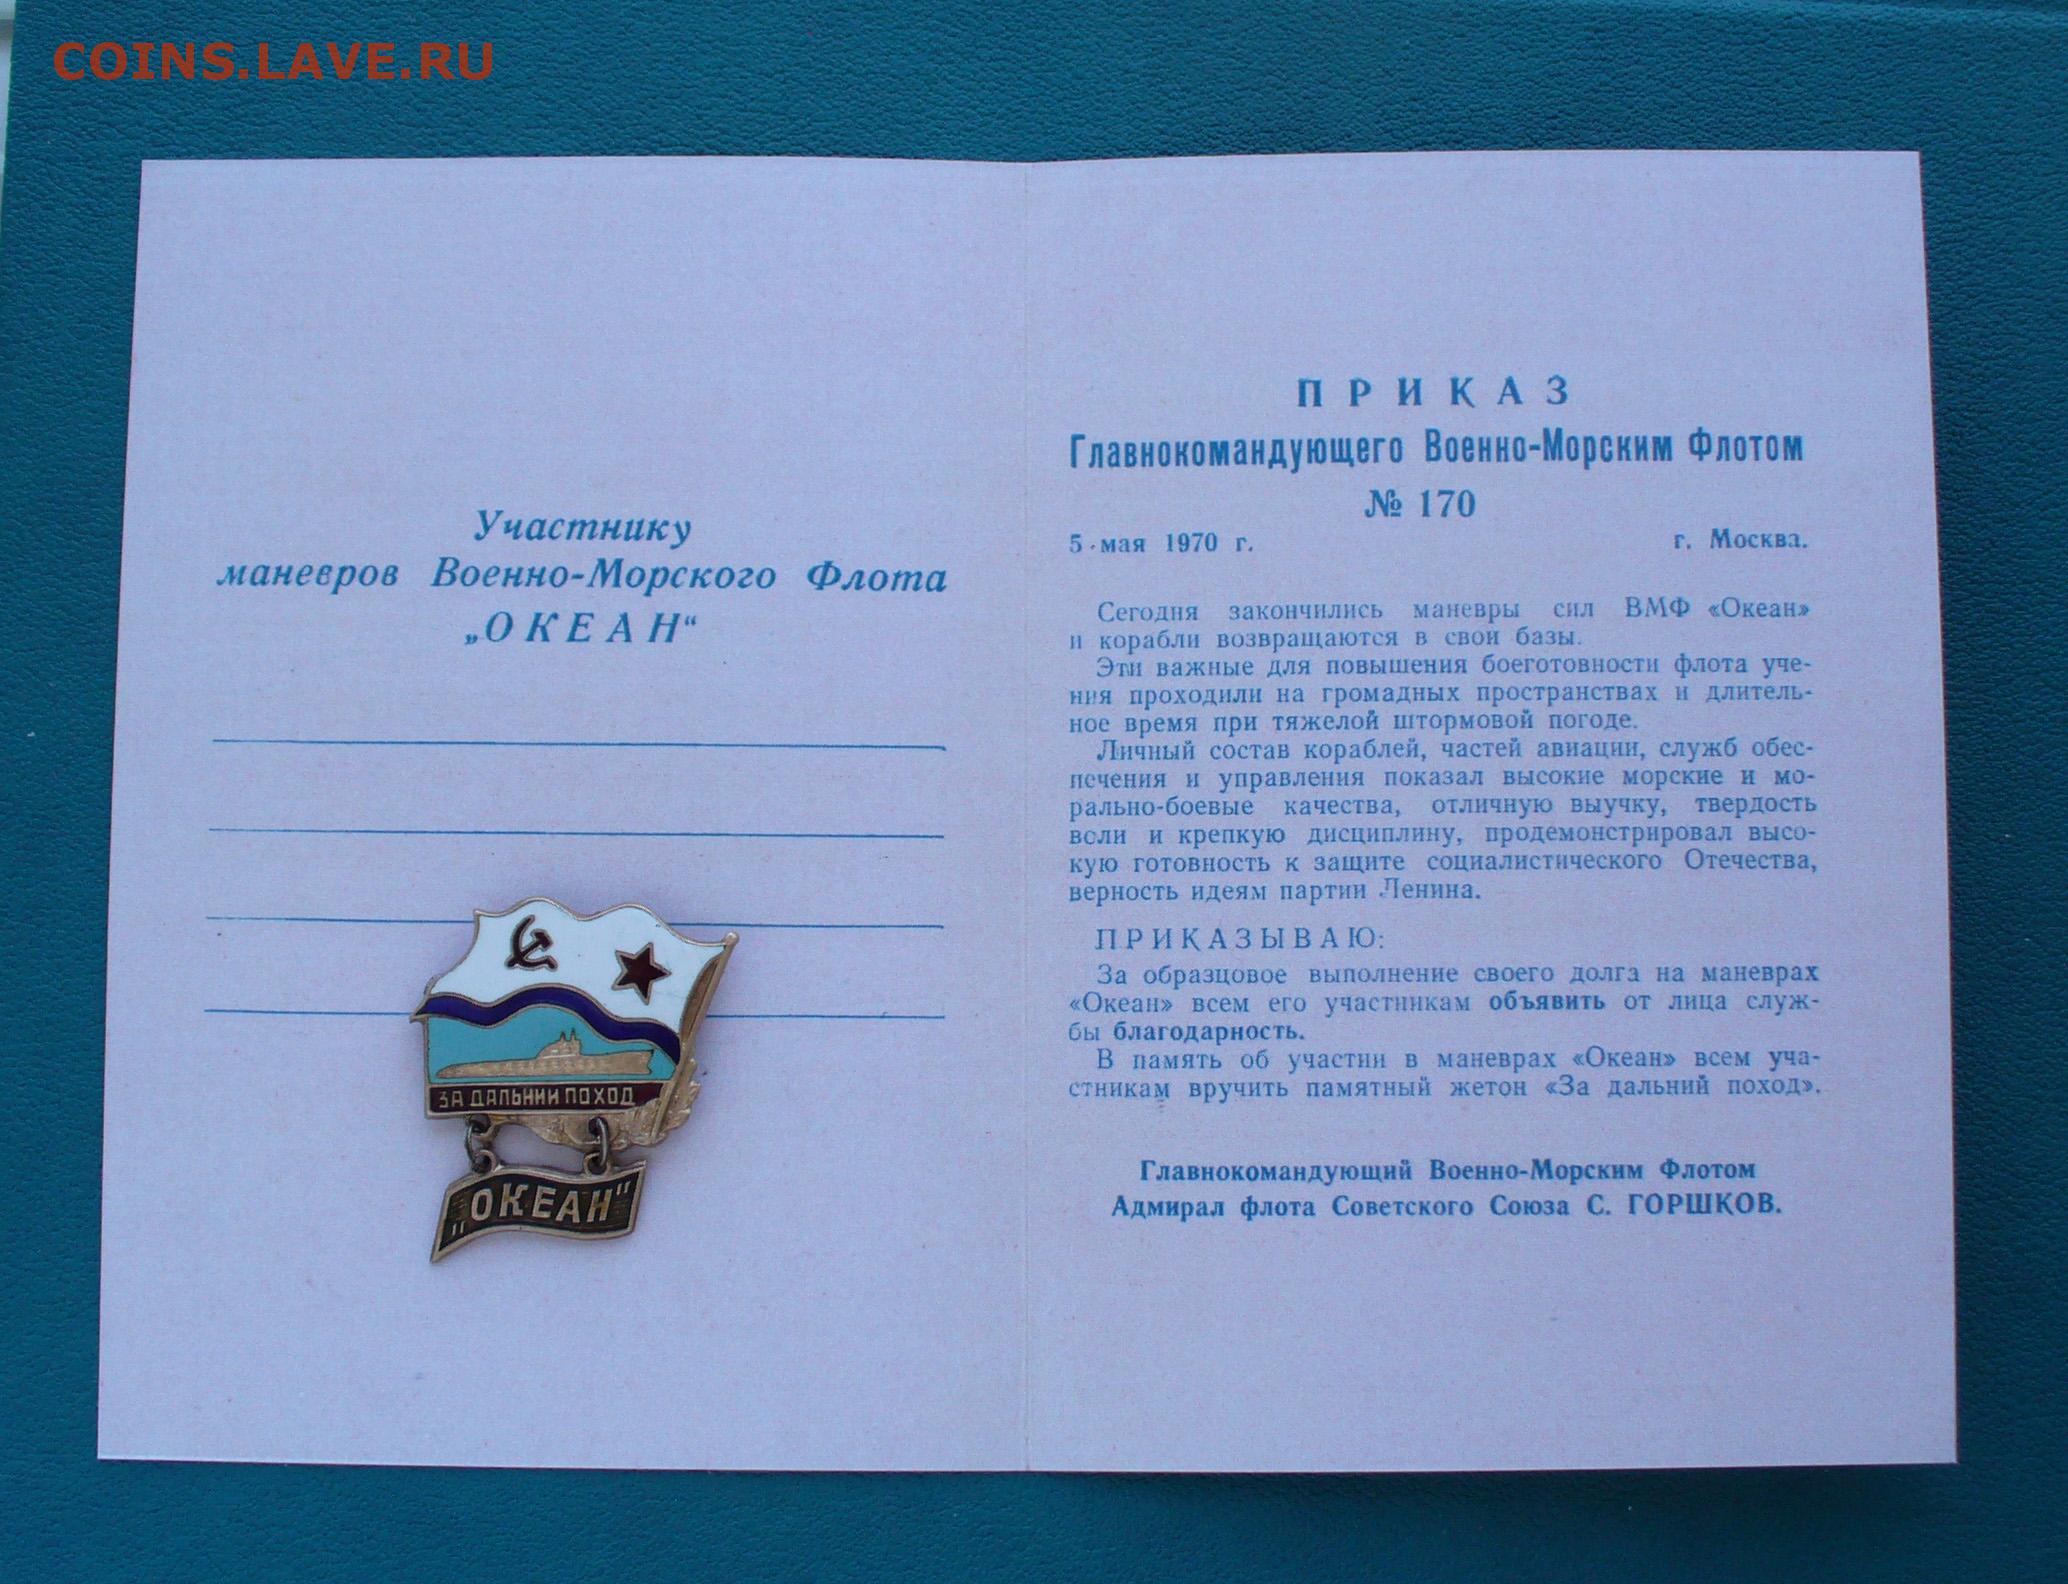 COINS.LAVE.RU
Участнику
маневров Военно-Морского Флота
„ОКЕАН“
ЗА ДАЛЬНИЙ ПОХОД
„ОКЕАН"
ПРИКАЗ
Главнокомандующего Военно-Морским Флотом
№ 170
5 мая 1970 г. г. Москва.
Сегодня закончились маневры сил ВМФ «Океан»
и корабли возвращаются в свои базы.
Эти важные для повышения боеготовности флота уче-
ния проходили на громадных пространствах и длитель-
ное время при тяжелой штормовой погоде.
Личный состав кораблей, частей авиации, служб обес-
печения и управления показал высокие морские и мо-
рально-боевые качества, отличную выучку, твердость
воли и крепкую дисциплину, продемонстрировал высо-
кую готовность к защите социалистического Отечества,
верность идеям партии Ленина.
ПРИКАЗЫВАЮ:
За образцовое выполнение своего долга на маневрах
«Океан» всем его участникам объявить от лица служ-
бы благодарность.
В память об участии в маневрах «Океан» всем уча-
стникам вручить памятный жетон «За дальний поход».
Главнокомандующий Военно-Морским Флотом
Адмирал флота Советского Союза С. ГОРШКОВ.